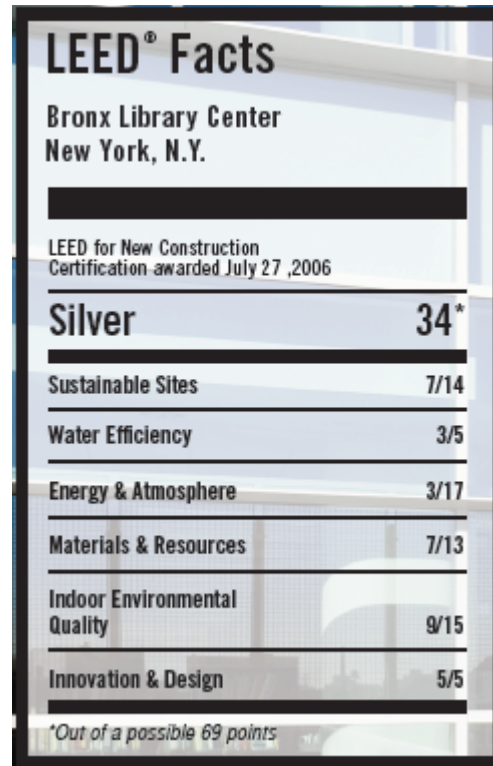 LEED® Facts
Bronx Library Center
New York, N.Y.
LEED for New Construction
Certification awarded July 27 ,2006
Silver 34*
Sustainable Sites 7/14
Water Efficiency 3/5
Energy & Atmosphere 3/17
Materials & Resources 7/13
Indoor Environmental
Quality 9/15
Innovation & Design 5/5
*Out of a possible 69 points